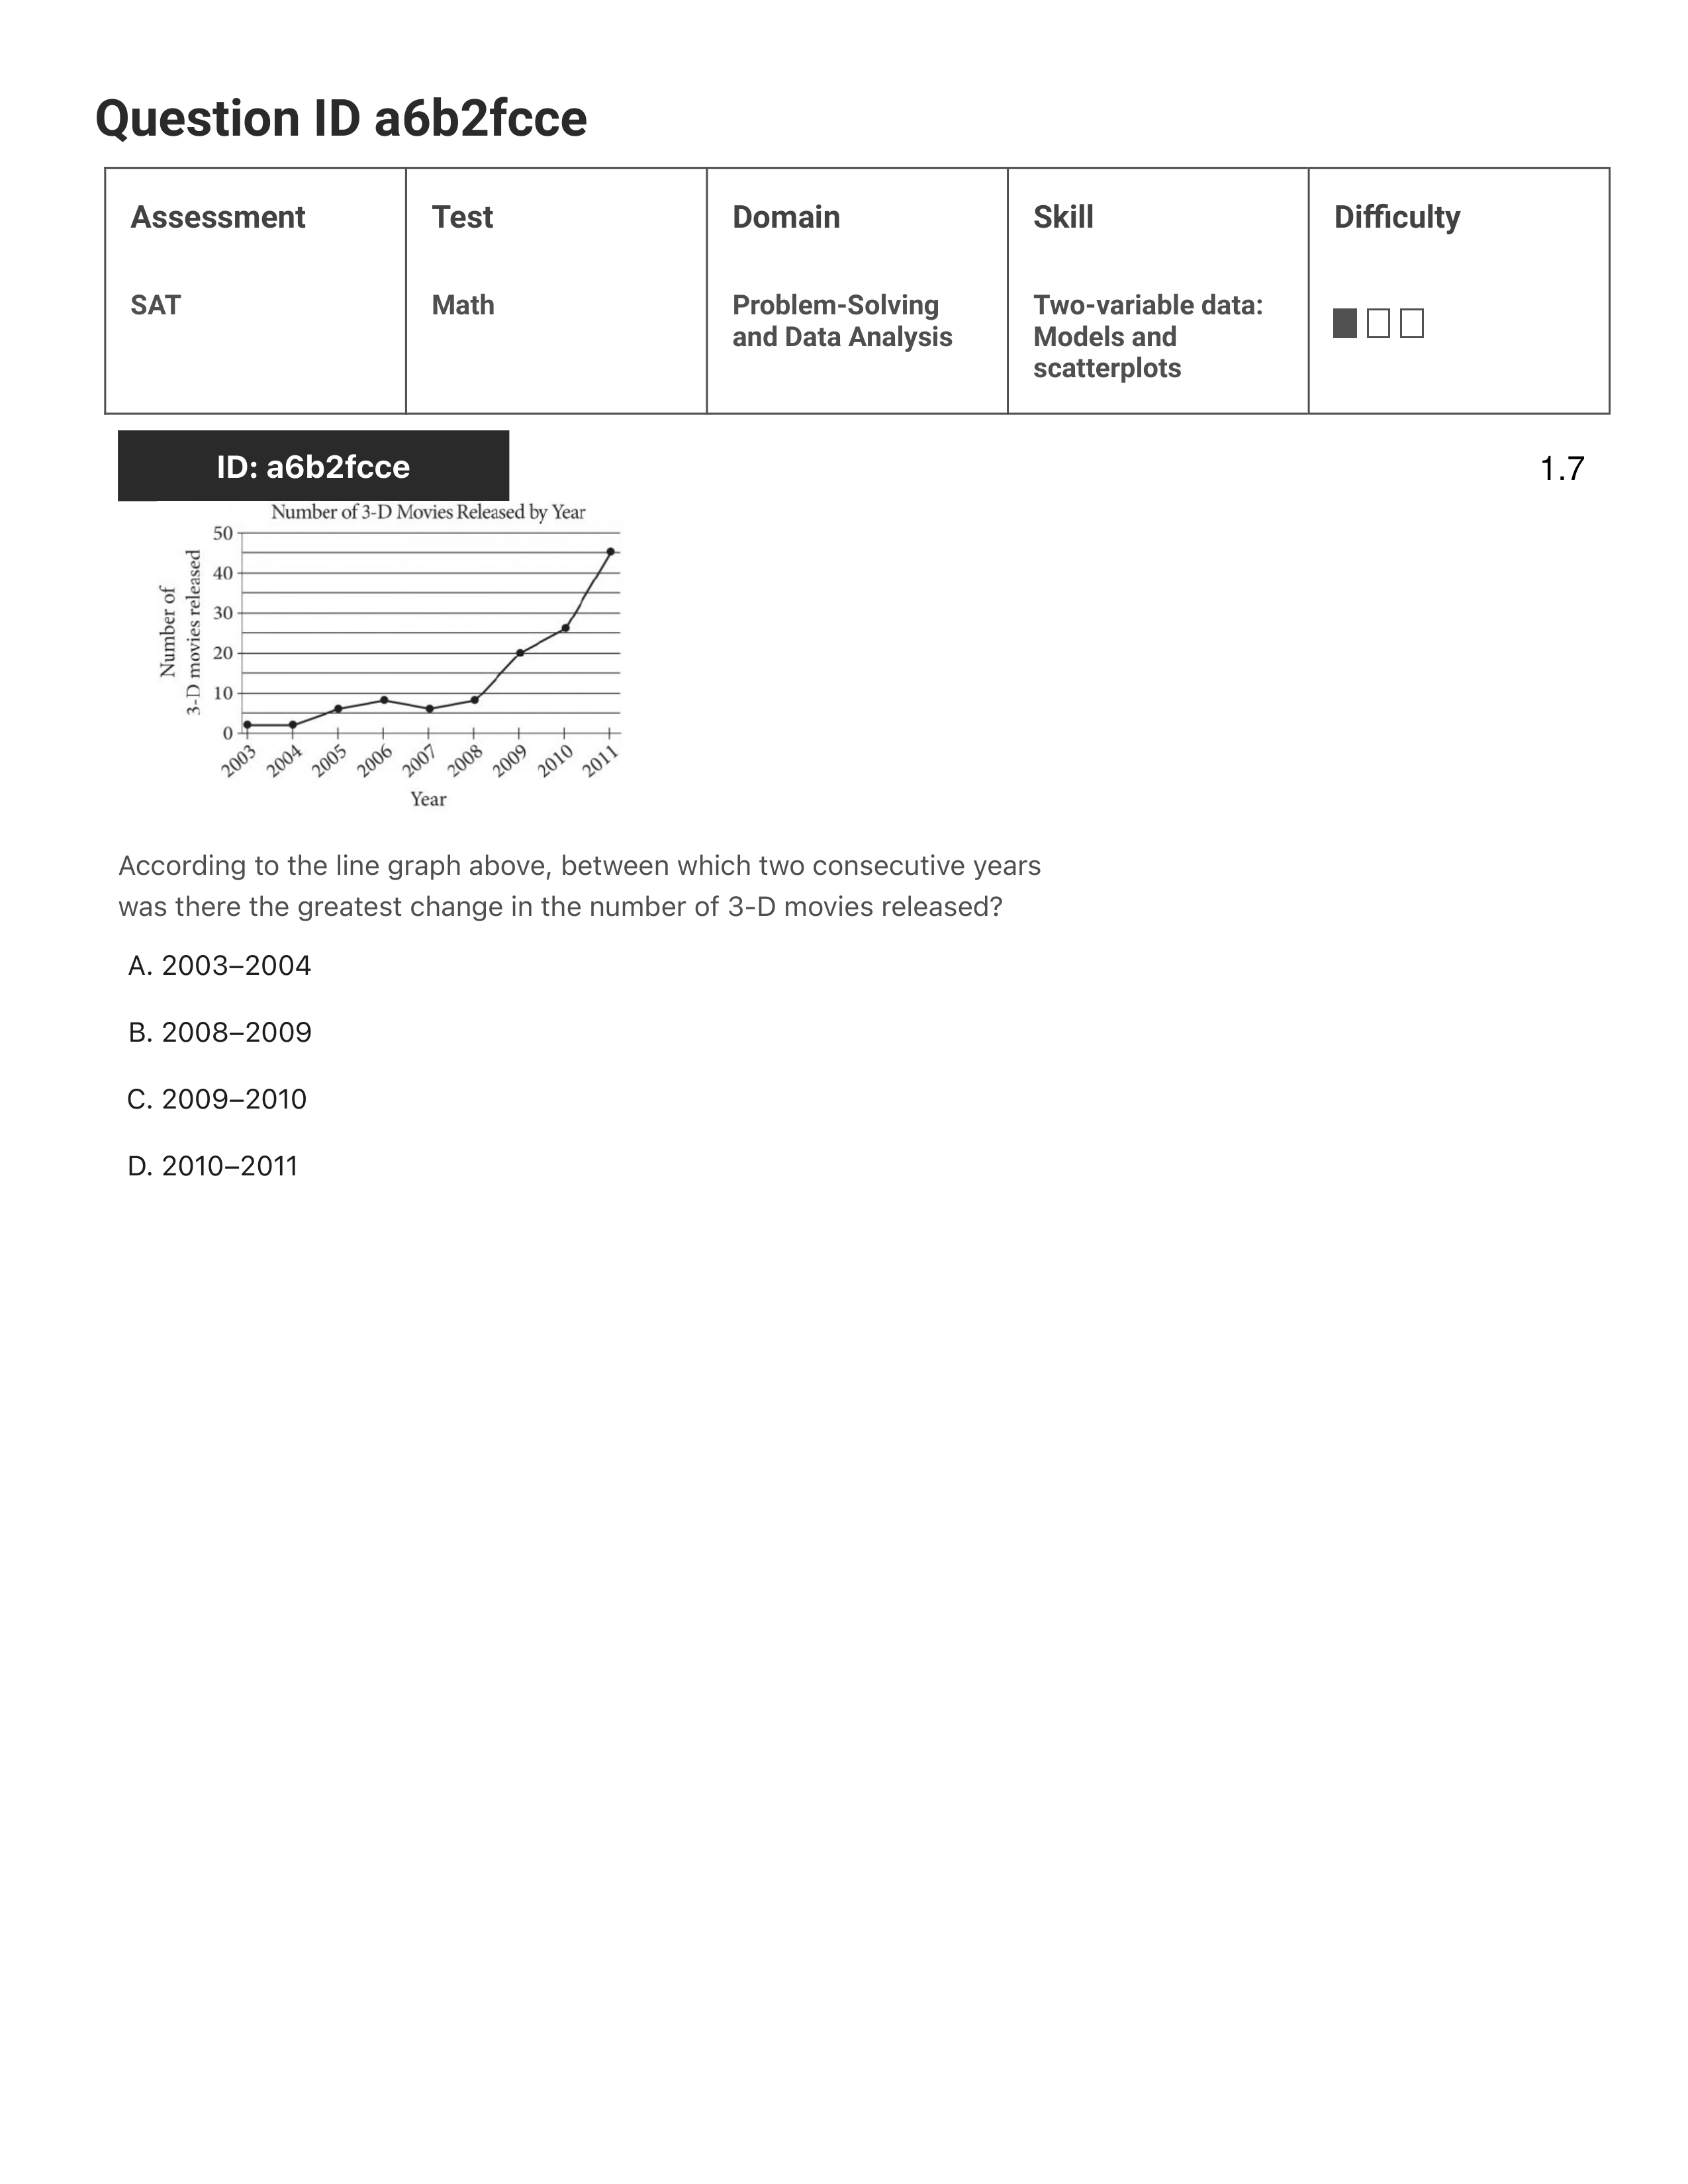 Question ID a6b2fcce
Assessment
Test
Domain
Skill
Difficulty
SAT
Math
Problem-Solving
and Data Analysis
Two-variable data:
Models and
scatterplots
ID: a6b2fcce
1.7
Number of 3-D Movies Released by Year
Number of
3-D movies released
50
40
30
20
10
0
2003
2004
2005
2006
2007
2008
2009
2010
2011
Year
According to the line graph above, between which two consecutive years
was there the greatest change in the number of 3-D movies released?
A. 2003–2004
B. 2008–2009
C. 2009–2010
D. 2010–2011